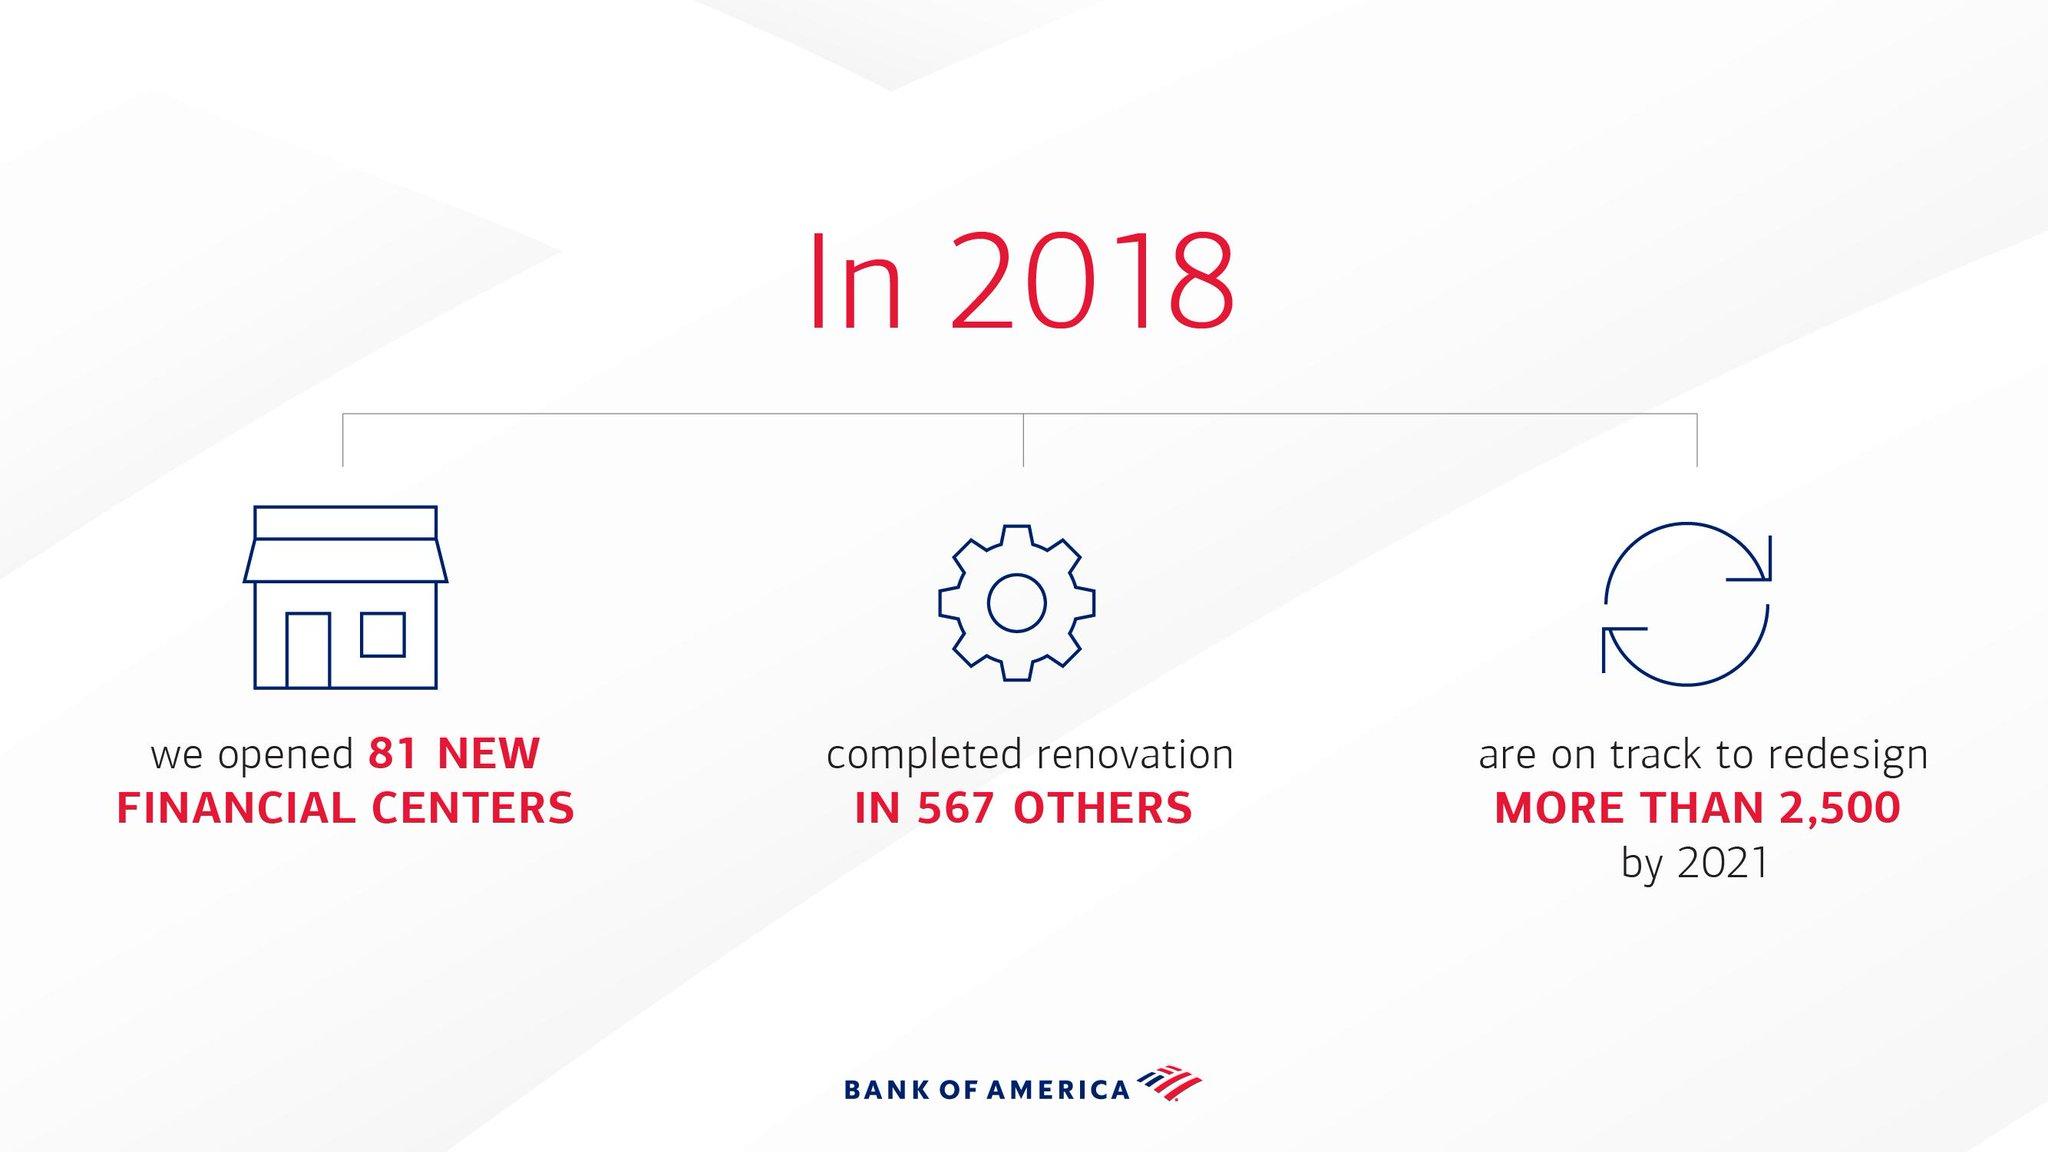 In 2018
we opened 81 NEW
FINANCIAL CENTERS
completed renovation
IN 567 OTHERS
are on track to redesign
MORE THAN 2,500
by 2021
BANK OF AMERICA